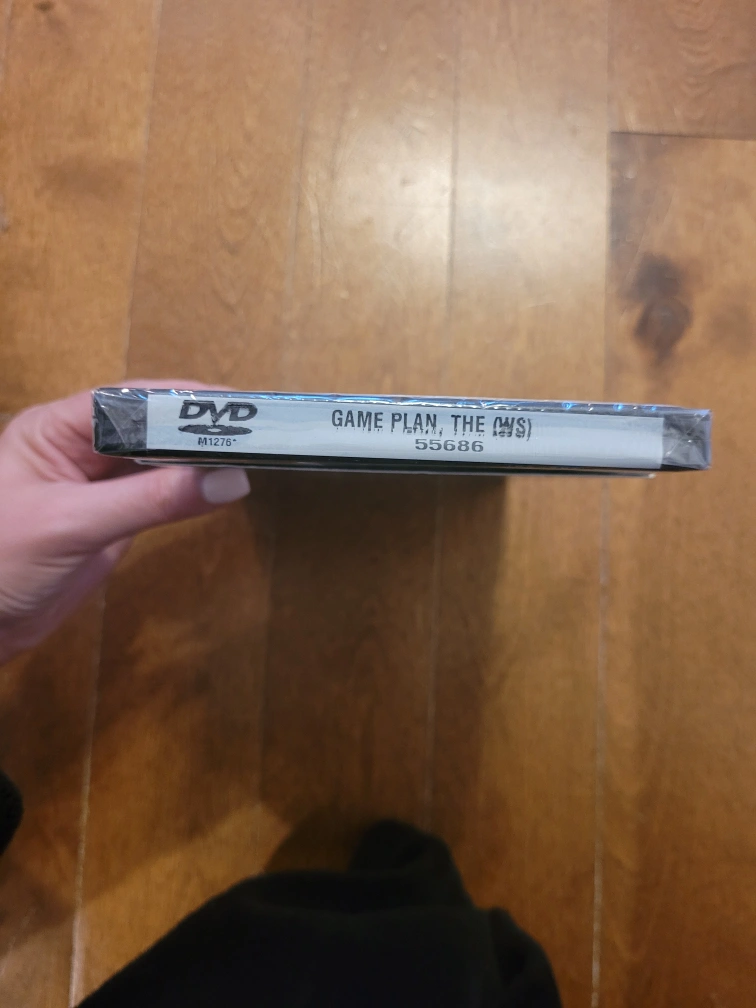 DVD
M1276*
GAME PLAN, THE (WS)
55686